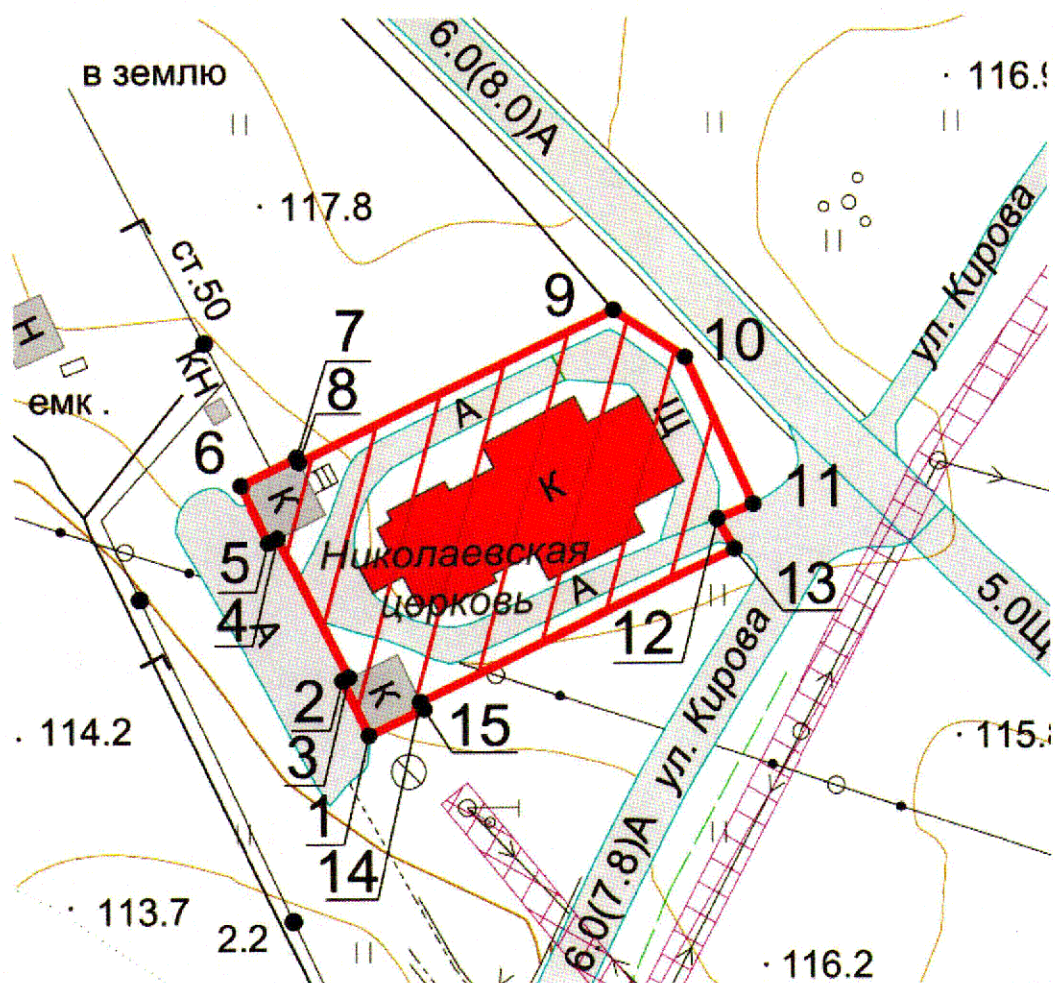 в землю
6.0(8.0)А
116.9
117.8
Г
ст.50
ул. Кирова
Н
КН
емк .
7
8
9
10
А
Щ
6
К
К
11
5
4
А
Николаевская
церковь
А
12
13
5.0Щ
2
3
К
15
ул. Кирова
Г
114.2
115.8
1
14
6.0(7.8)А
113.7
2.2
116.2